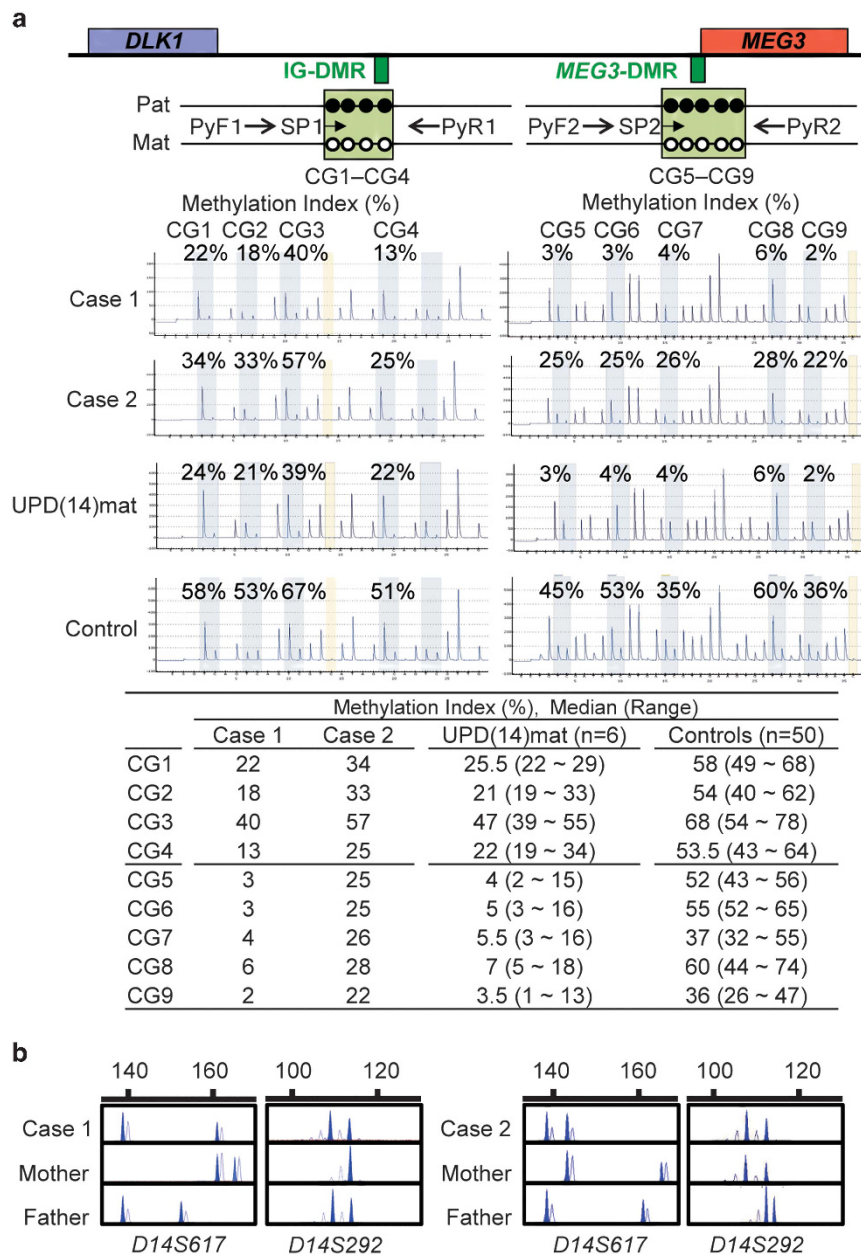 a
DLK1 MEG3
IG-DMR MEG3-DMR
Pat
PyF1 SP1 PyR1 PyF2 SP2 PyR2
Mat
CG1–CG4 CG5–CG9
Methylation Index (%) Methylation Index (%)
CG1 CG2 CG3 CG4 CG5 CG6 CG7 CG8 CG9
22% 18% 40% 13% 3% 3% 4% 6% 2%
Case 1
34% 33% 57% 25% 25% 25% 26% 28% 22%
Case 2
24% 21% 39% 22% 3% 4% 4% 6% 2%
UPD(14)mat
58% 53% 67% 51% 45% 53% 35% 60% 36%
Control
Methylation Index (%), Median (Range)
Case 1 Case 2 UPD(14)mat (n=6) Controls (n=50)
CG1 22 34 25.5 (22 ~ 29) 58 (49 ~ 68)
CG2 18 33 21 (19 ~ 33) 54 (40 ~ 62)
CG3 40 57 47 (39 ~ 55) 68 (54 ~ 78)
CG4 13 25 22 (19 ~ 34) 53.5 (43 ~ 64)
CG5 3 25 4 (2 ~ 15) 52 (43 ~ 56)
CG6 3 25 5 (3 ~ 16) 55 (52 ~ 65)
CG7 4 26 5.5 (3 ~ 16) 37 (32 ~ 55)
CG8 6 28 7 (5 ~ 18) 60 (44 ~ 74)
CG9 2 22 3.5 (1 ~ 13) 36 (26 ~ 47)
b
140 160 100 120 140 160 100 120
Case 1 Case 2
Mother Mother
Father Father
D14S617 D14S292 D14S617 D14S292